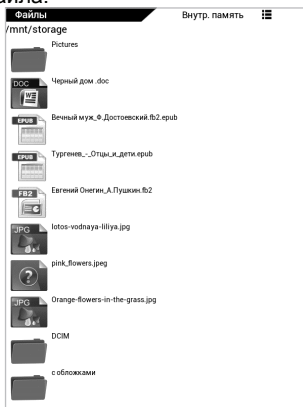 Файлы Внутр. память
/mnt/storage
Pictures
DOC
Черный дом .doc
EPUB
Вечный муж_Ф.Достоевский.fb2.epub
EPUB
Тургенев_-_Отцы_и_дети.epub
FB2
Евгений Онегин_А.Пушкин.fb2
JPG
lotos-vodnaya-liliya.jpg
pink_flowers.jpeg
JPG
Orange-flowers-in-the-grass.jpg
DCIM
с обложками